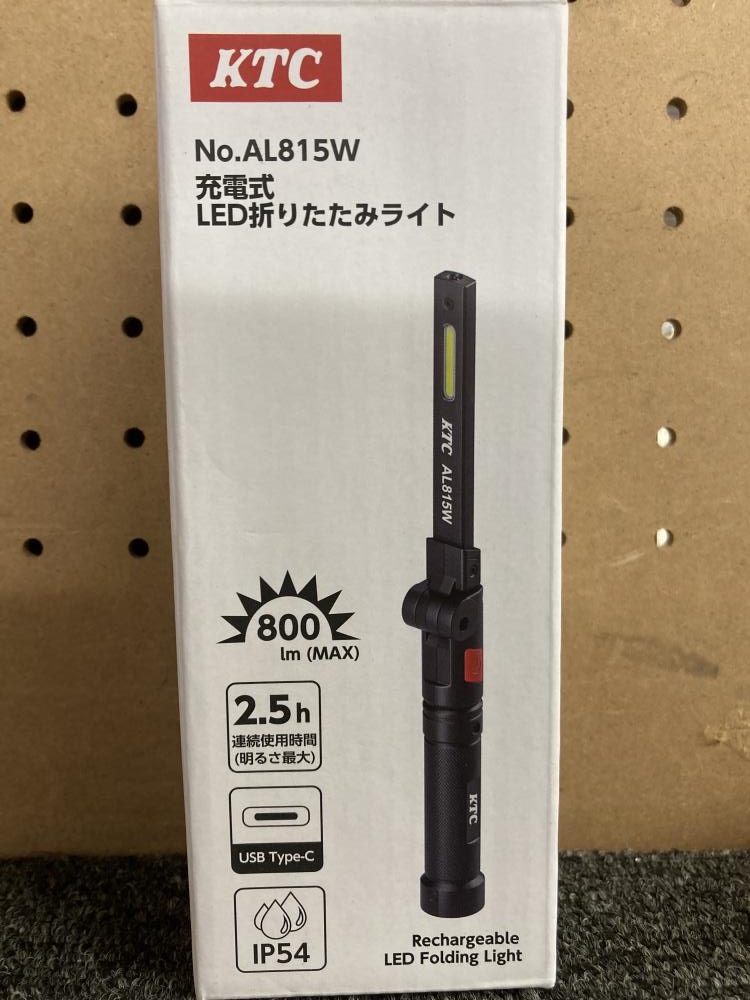 KTC
No.AL815W
充電式
LED折りたたみライト
KTC AL815W
800
lm (MAX)
2.5h
連続使用時間
(明るさ最大)
KTC
USB Type-C
IP54
Rechargeable
LED Folding Light